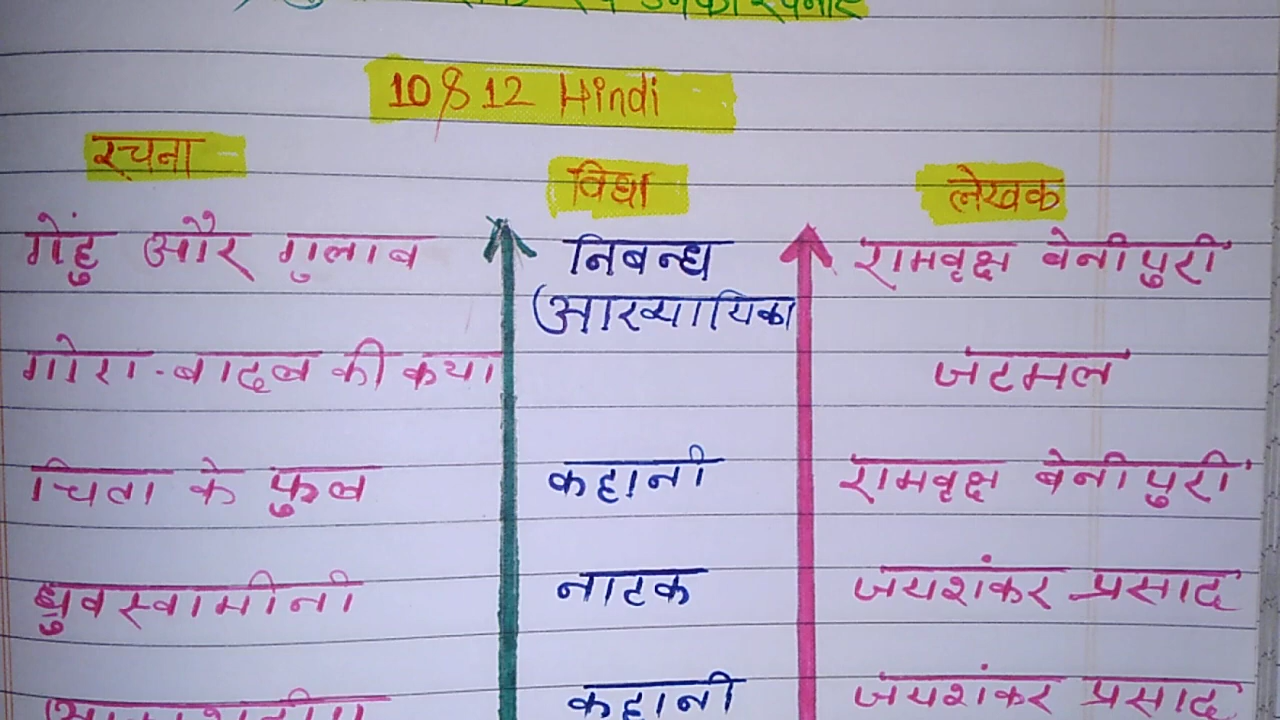 10 & 12 Hindi
रचना विधा लेखक
गेंहु और गुलाब निबन्ध रामवृक्ष बेनीपुरी
आख्यायिका
गोरा-बादल की कथा जटमल
चिता के फुल कहानी रामवृक्ष बेनीपुरी
ध्रुवस्वामीनी नाटक जयशंकर प्रसाद
कहानी जयशंकर प्रसाद